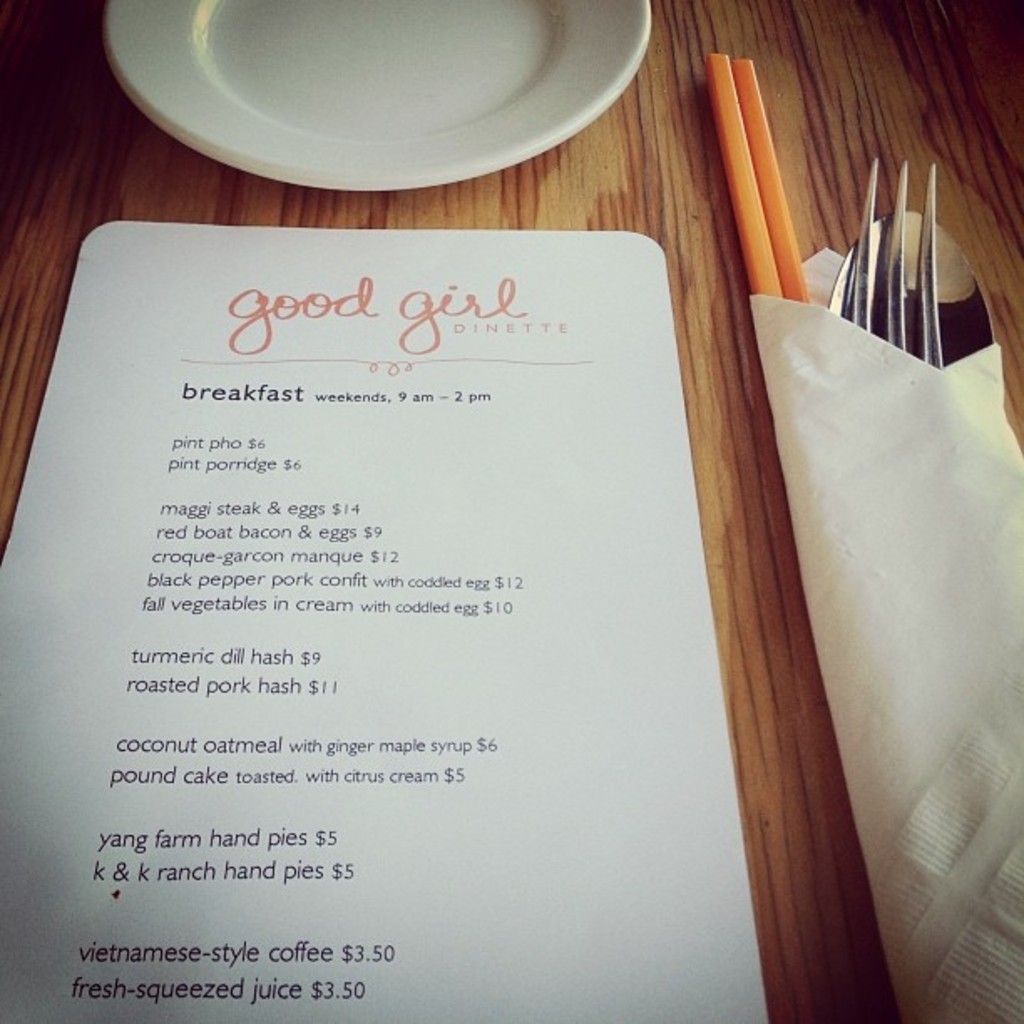 good girl
DINETTE
breakfast weekends, 9 am – 2 pm
pint pho $6
pint porridge $6
maggi steak & eggs $14
red boat bacon & eggs $9
croque-garcon manque $12
black pepper pork confit with coddled egg $12
fall vegetables in cream with coddled egg $10
turmeric dill hash $9
roasted pork hash $11
coconut oatmeal with ginger maple syrup $6
pound cake toasted. with citrus cream $5
yang farm hand pies $5
k & k ranch hand pies $5
vietnamese-style coffee $3.50
fresh-squeezed juice $3.50